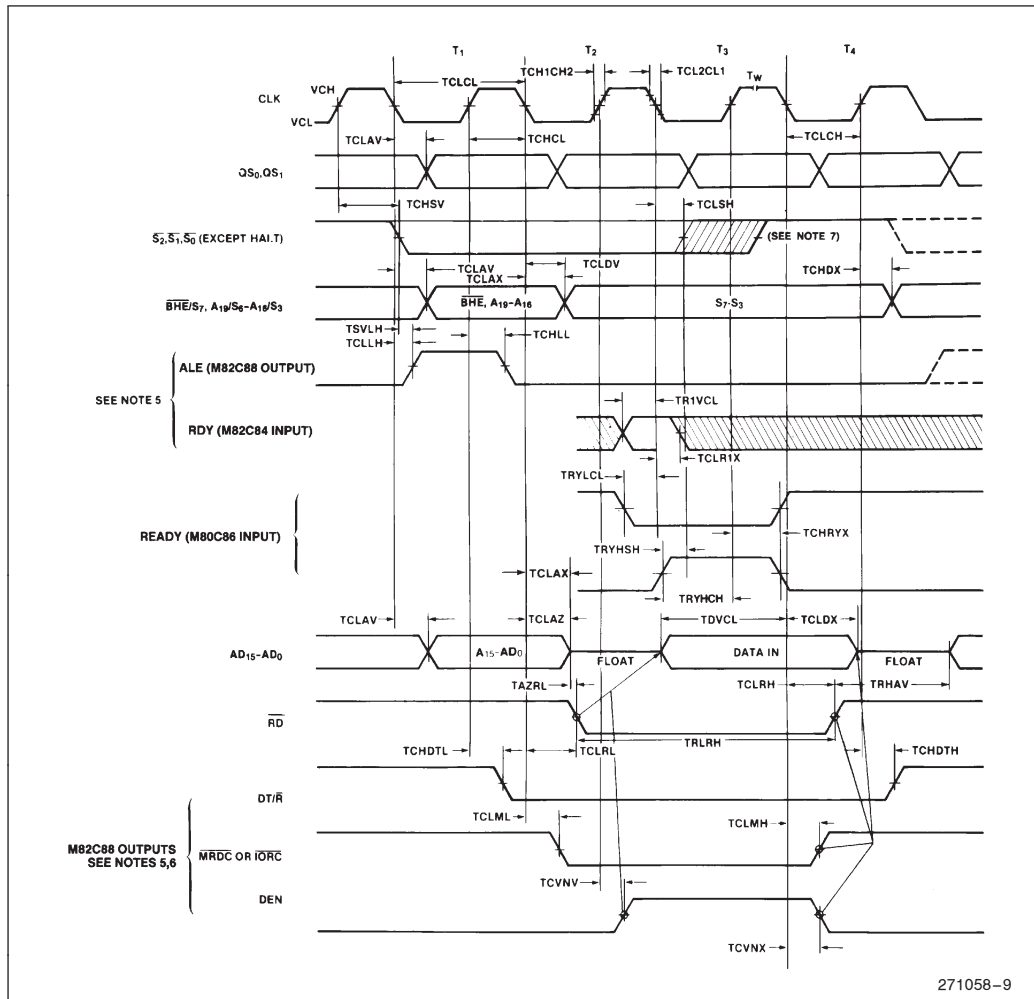 T1 T2 T3 T4
TCLCL TCH1CH2 TCL2CL1 TW
CLK VCH
VCL
TCLAV TCHCL TCLCH
QS0,QS1
TCHSV TCLSH
S2,S1,S0 (EXCEPT HALT) (SEE NOTE 7)
TCLAV TCLDV
TCLAX TCHDX
BHE/S7, A19/S6–A16/S3 BHE, A19–A16 S7–S3
TSVLH
TCLLH TCHLL
ALE (M82C88 OUTPUT)
SEE NOTE 5 TR1VCL
RDY (M82C84 INPUT)
TCLR1X
TRYLCL
READY (M80C86 INPUT) TCHRYX
TRYHSH
TCLAX
TRYHCH
TCLAV TCLAZ TDVCL TCLDX
AD15–AD0 A15–AD0 FLOAT DATA IN FLOAT
TAZRL TCLRH TRHAV
RD
TRLRH
TCHDTL TCLRL TCHDTH
DT/R
TCLML TCLMH
M82C88 OUTPUTS
SEE NOTES 5,6
MRDC OR IORC
TCVNV
DEN
TCVNX
271058–9